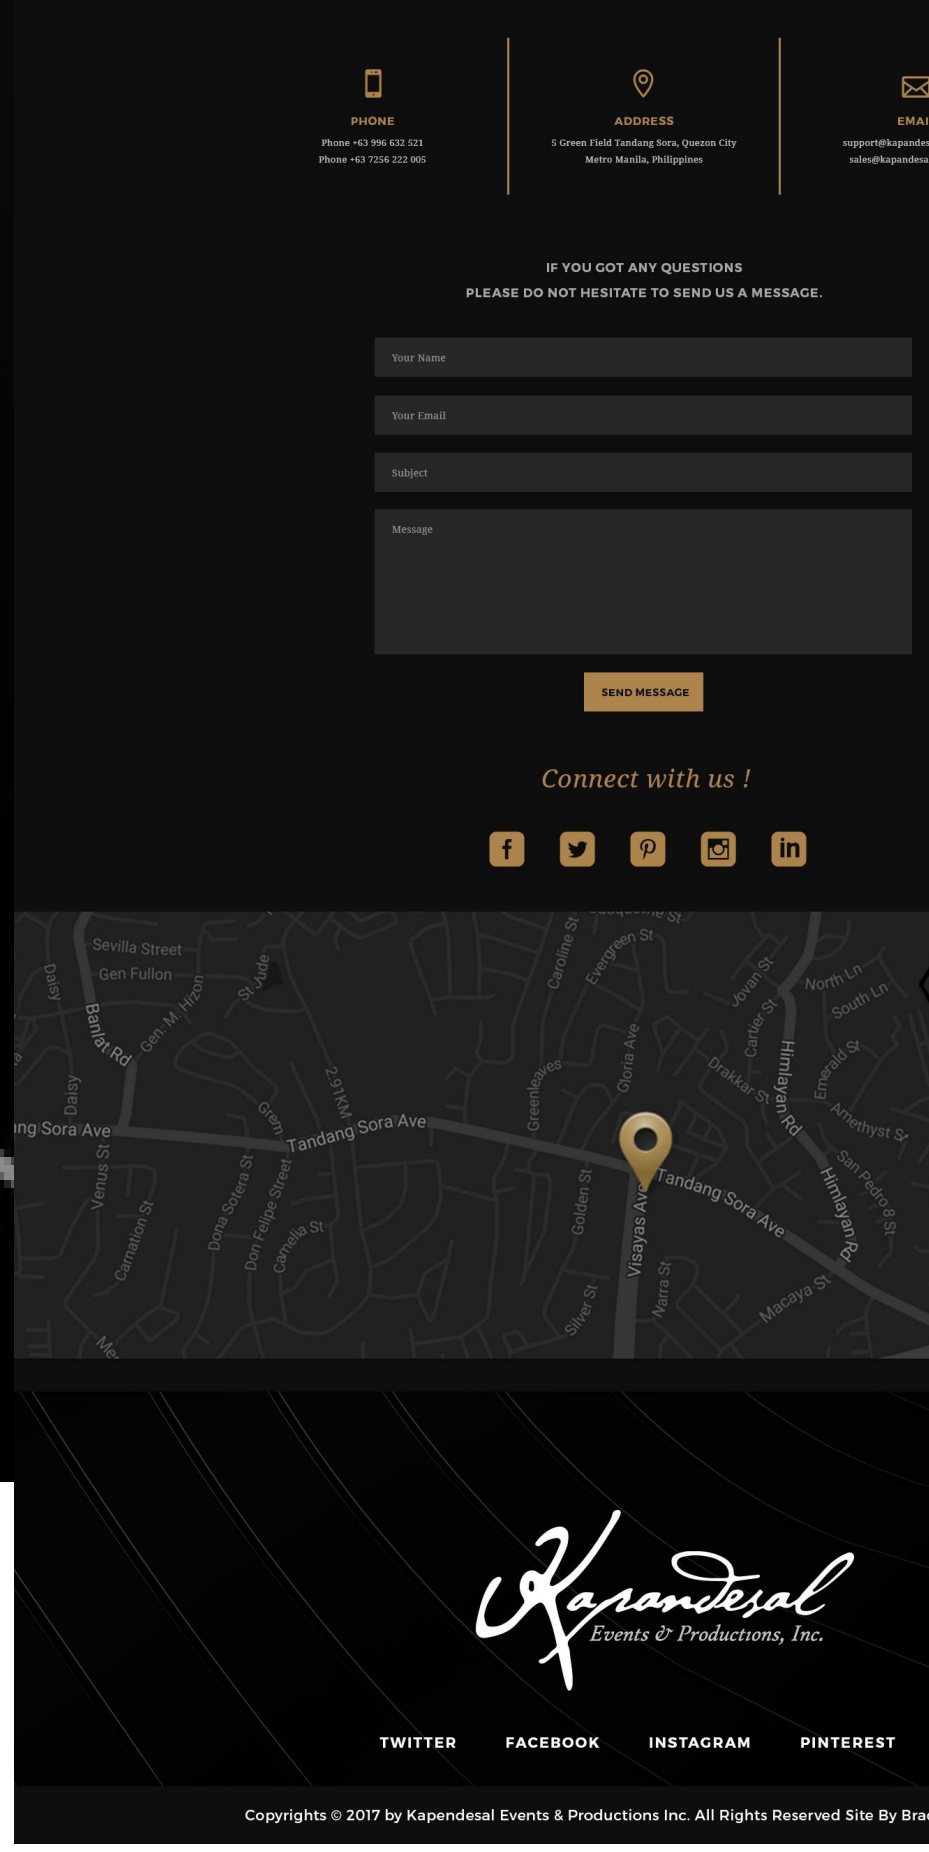 PHONE
Phone +63 996 632 521
Phone +63 7256 222 005
ADDRESS
5 Green Field Tandang Sora, Quezon City
Metro Manila, Philippines
IF YOU GOT ANY QUESTIONS
PLEASE DO NOT HESITATE TO SEND US A MESSAGE.
Your Name
Your Email
Subject
Message
SEND MESSAGE
Connect with us !
Sevilla Street
Gen Fullon
Daisy
Banlat Rd
Gen. M. Hizon
St Jude
Caroline St
Evergreen St
Jovan St
North Ln
South Ln
Cartier St
Himlayan Rd
Emerald St
Gloria Ave
Drakkar St
Amethyst St
Daisy
2.91KM
Greenleaves
Grem
Sora Ave
Tandang Sora Ave
Venus St
Carnation St
Dona Sotera St
Don Felipe Street
Camelia St
Golden St
Visayas Ave
Tandang Sora Ave
San Pedro 8 St
Himlayan Rd
Silver St
Narra St
Macaya St
Kapandesal
Events & Productions, Inc.
TWITTER FACEBOOK INSTAGRAM PINTEREST
Copyrights © 2017 by Kapendesal Events & Productions Inc. All Rights Reserved Site By